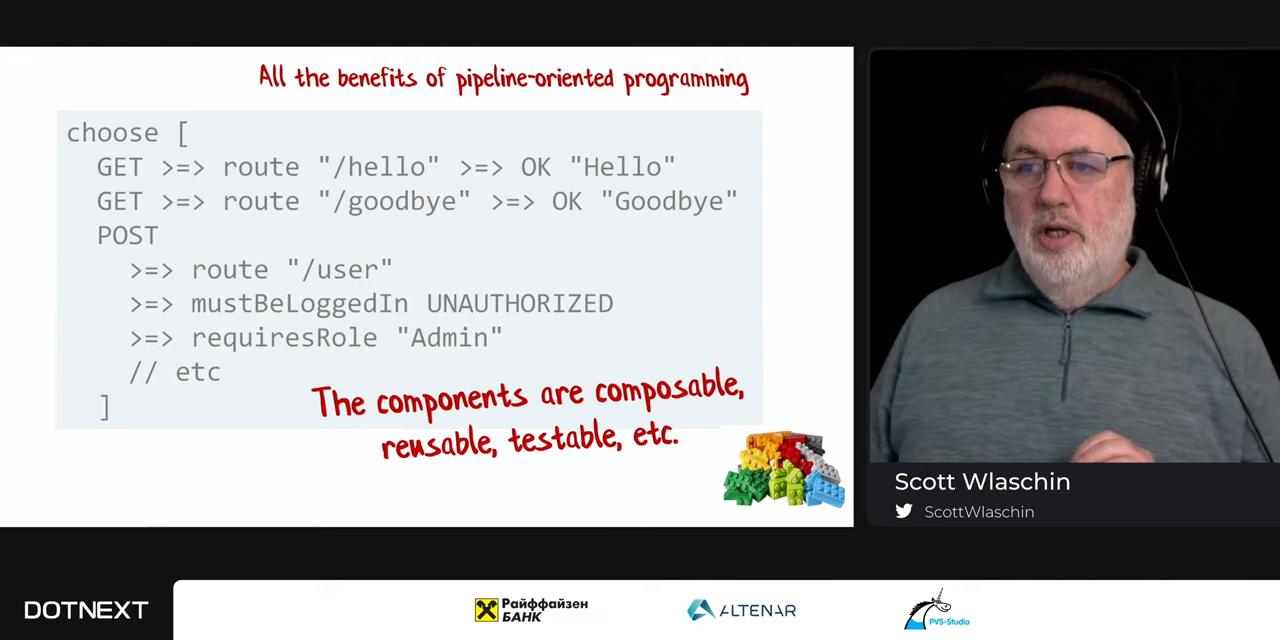 All the benefits of pipeline-oriented programming
choose [
GET >=> route "/hello" >=> OK "Hello"
GET >=> route "/goodbye" >=> OK "Goodbye"
POST
>=> route "/user"
>=> mustBeLoggedIn UNAUTHORIZED
>=> requiresRole "Admin"
// etc
]
The components are composable,
reusable, testable, etc.
Scott Wlaschin
ScottWlaschin
DOTNEXT
Райффайзен
БАНК
ALTENAR
PVS-Studio